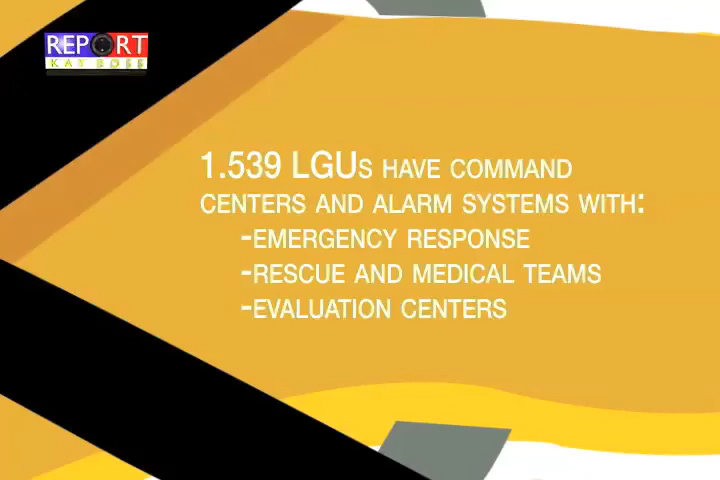 REPORT
KAY BOSS
1.539 LGUs HAVE COMMAND
CENTERS AND ALARM SYSTEMS WITH:
-EMERGENCY RESPONSE
-RESCUE AND MEDICAL TEAMS
-EVALUATION CENTERS